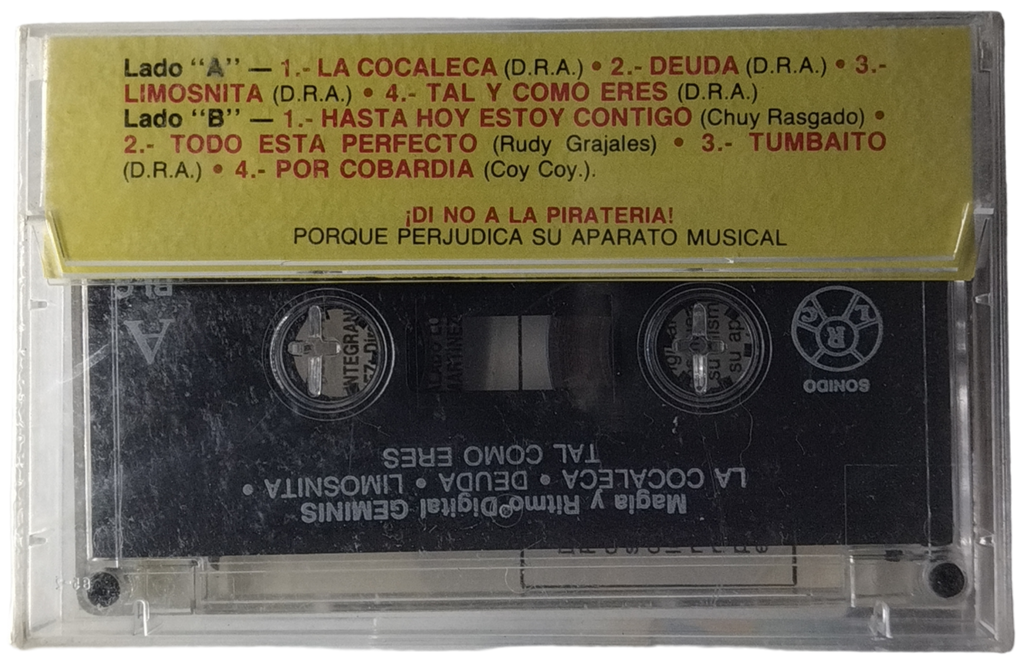 Lado "A" — 1.- LA COCALECA (D.R.A.) • 2.- DEUDA (D.R.A.) • 3.-
LIMOSNITA (D.R.A.) • 4.- TAL Y COMO ERES (D.R.A.)
Lado "B" — 1.- HASTA HOY ESTOY CONTIGO (Chuy Rasgado) •
2.- TODO ESTA PERFECTO (Rudy Grajales) • 3.- TUMBAITO
(D.R.A.) • 4.- POR COBARDIA (Coy Coy.).
¡DI NO A LA PIRATERIA!
PORQUE PERJUDICA SU APARATO MUSICAL
A
R
SONIDO
Magia y Ritmo Digital GEMINIS
LA COCALECA • DEUDA • LIMOSNITA •
TAL COMO ERES